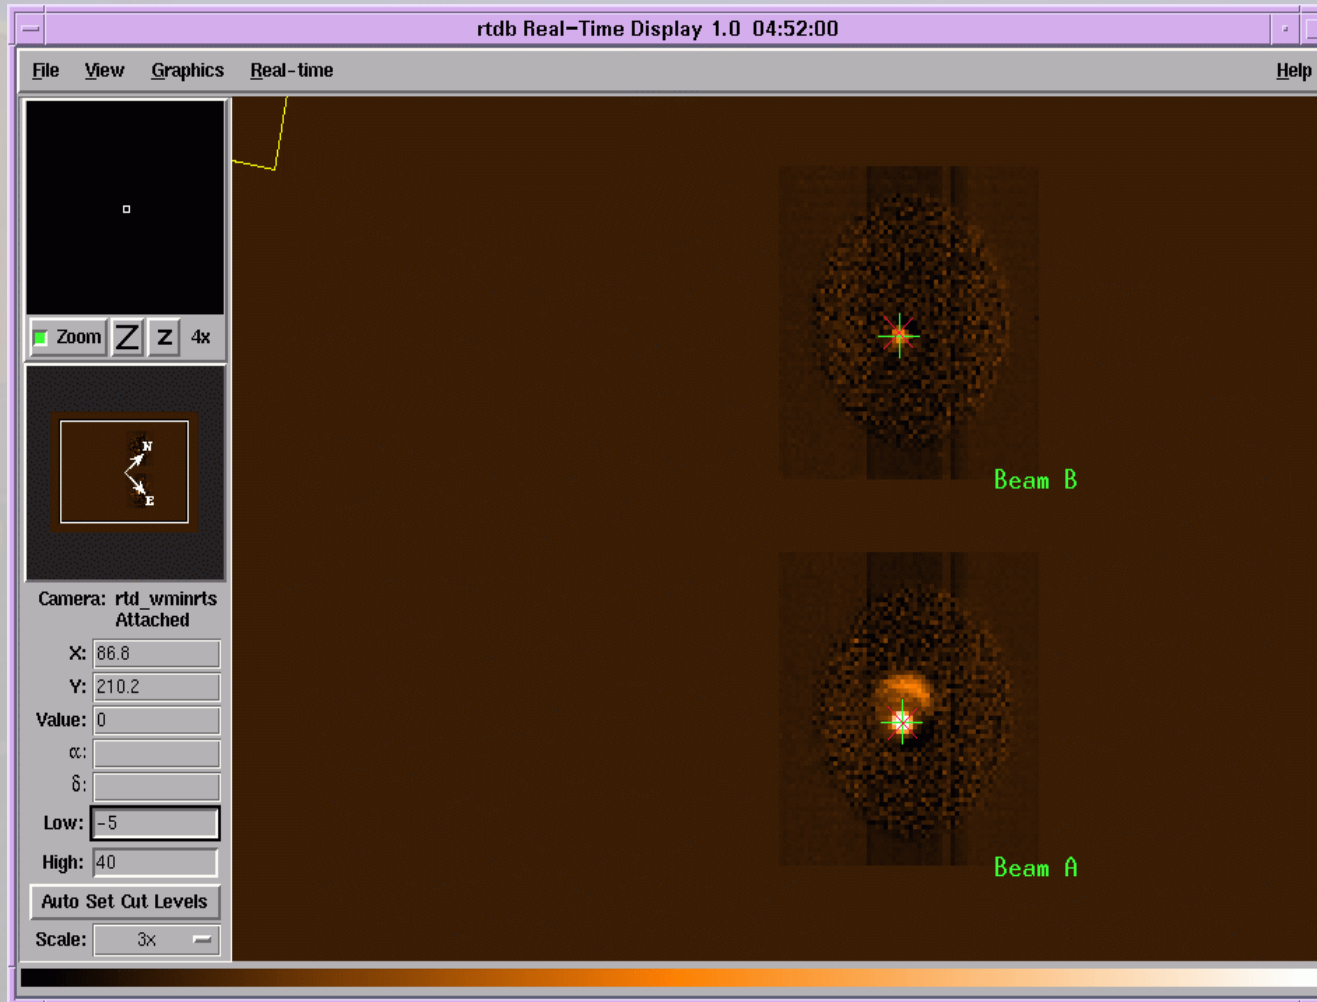 rtdb Real-Time Display 1.0 04:52:00
File View Graphics Real-time Help
Zoom Z z 4x
N
E
Camera: rtd_wminrts
Attached
X: 86.8
Y: 210.2
Value: 0
α:
δ:
Low: -5
High: 40
Auto Set Cut Levels
Scale: 3x
Beam B
Beam A